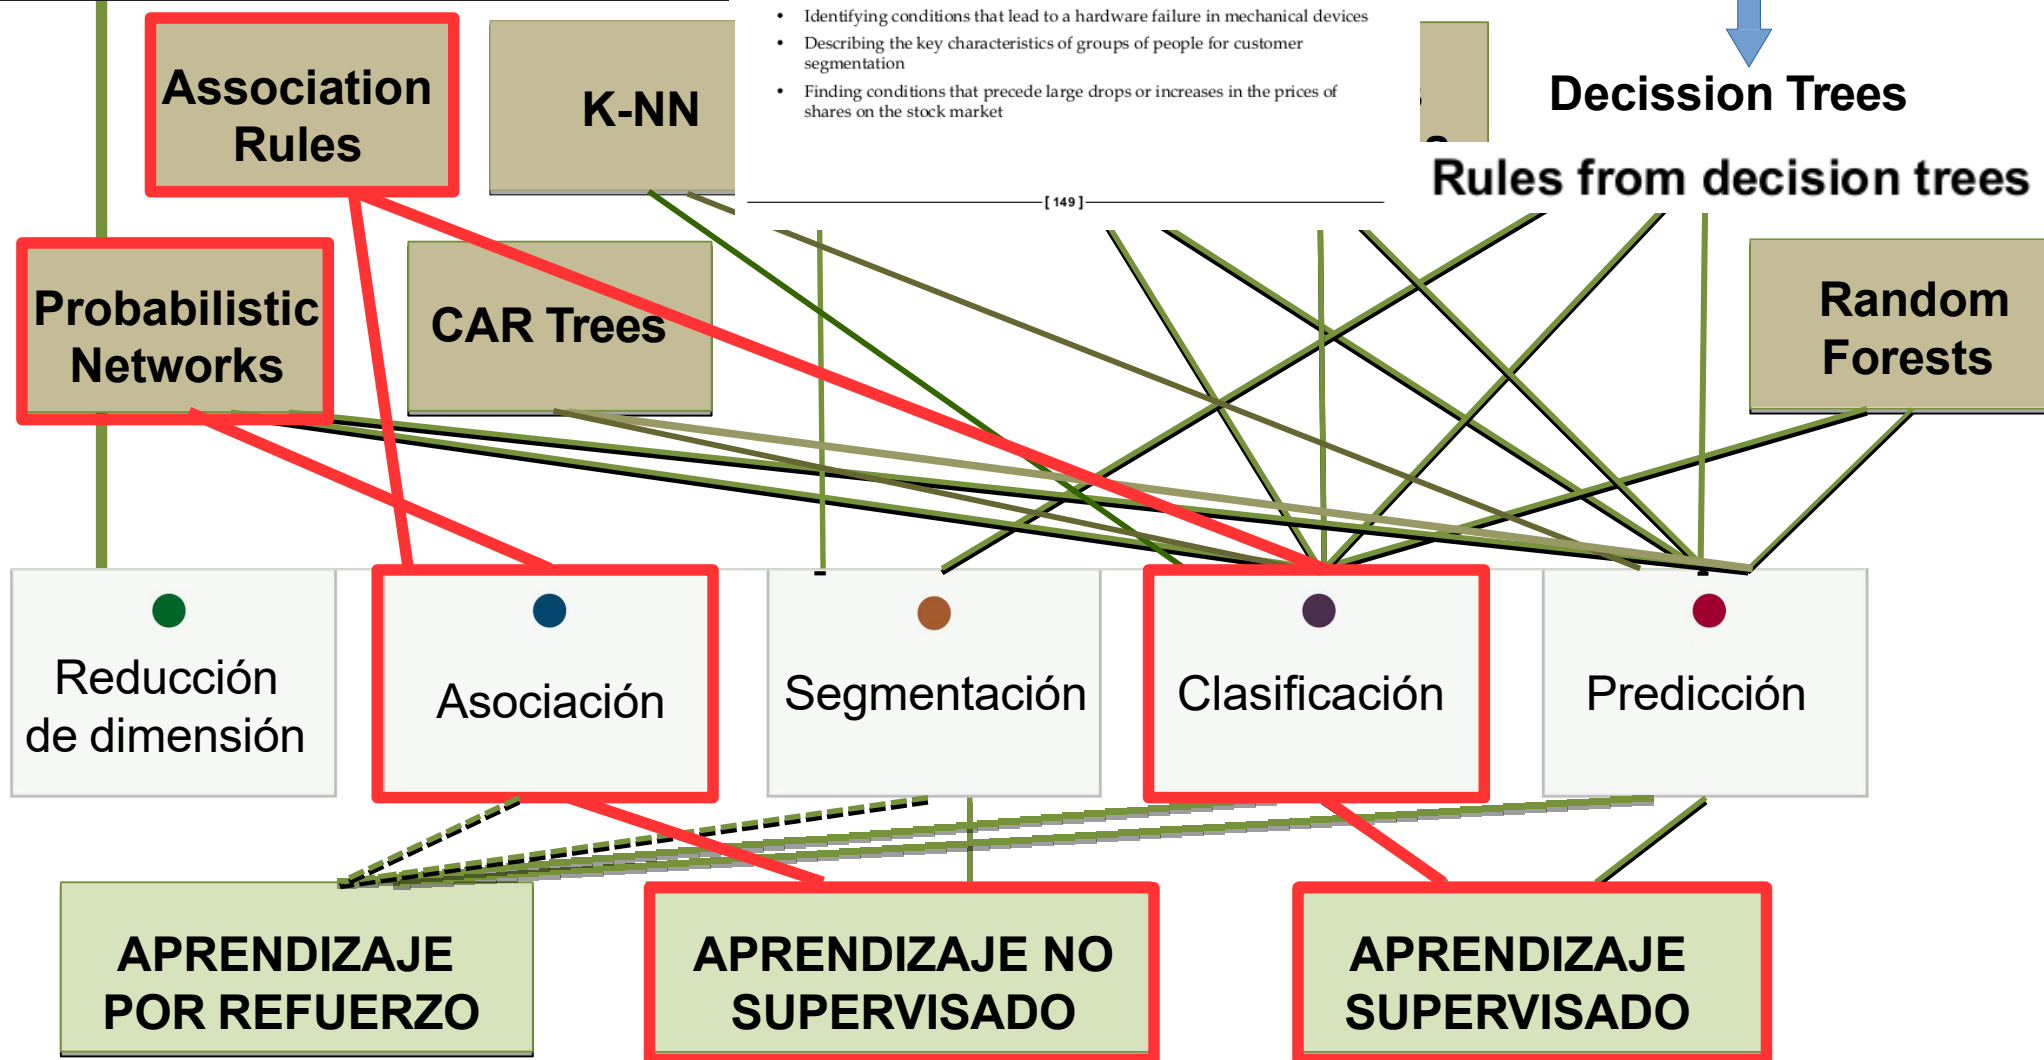 • Identifying conditions that lead to a hardware failure in mechanical devices
• Describing the key characteristics of groups of people for customer
segmentation
• Finding conditions that precede large drops or increases in the prices of
shares on the stock market
[ 149 ]
Association
Rules
K-NN
Decission Trees
Rules from decision trees
Probabilistic
Networks
CAR Trees
Random
Forests
Reducción
de dimensión
Asociación
Segmentación
Clasificación
Predicción
APRENDIZAJE
POR REFUERZO
APRENDIZAJE NO
SUPERVISADO
APRENDIZAJE
SUPERVISADO